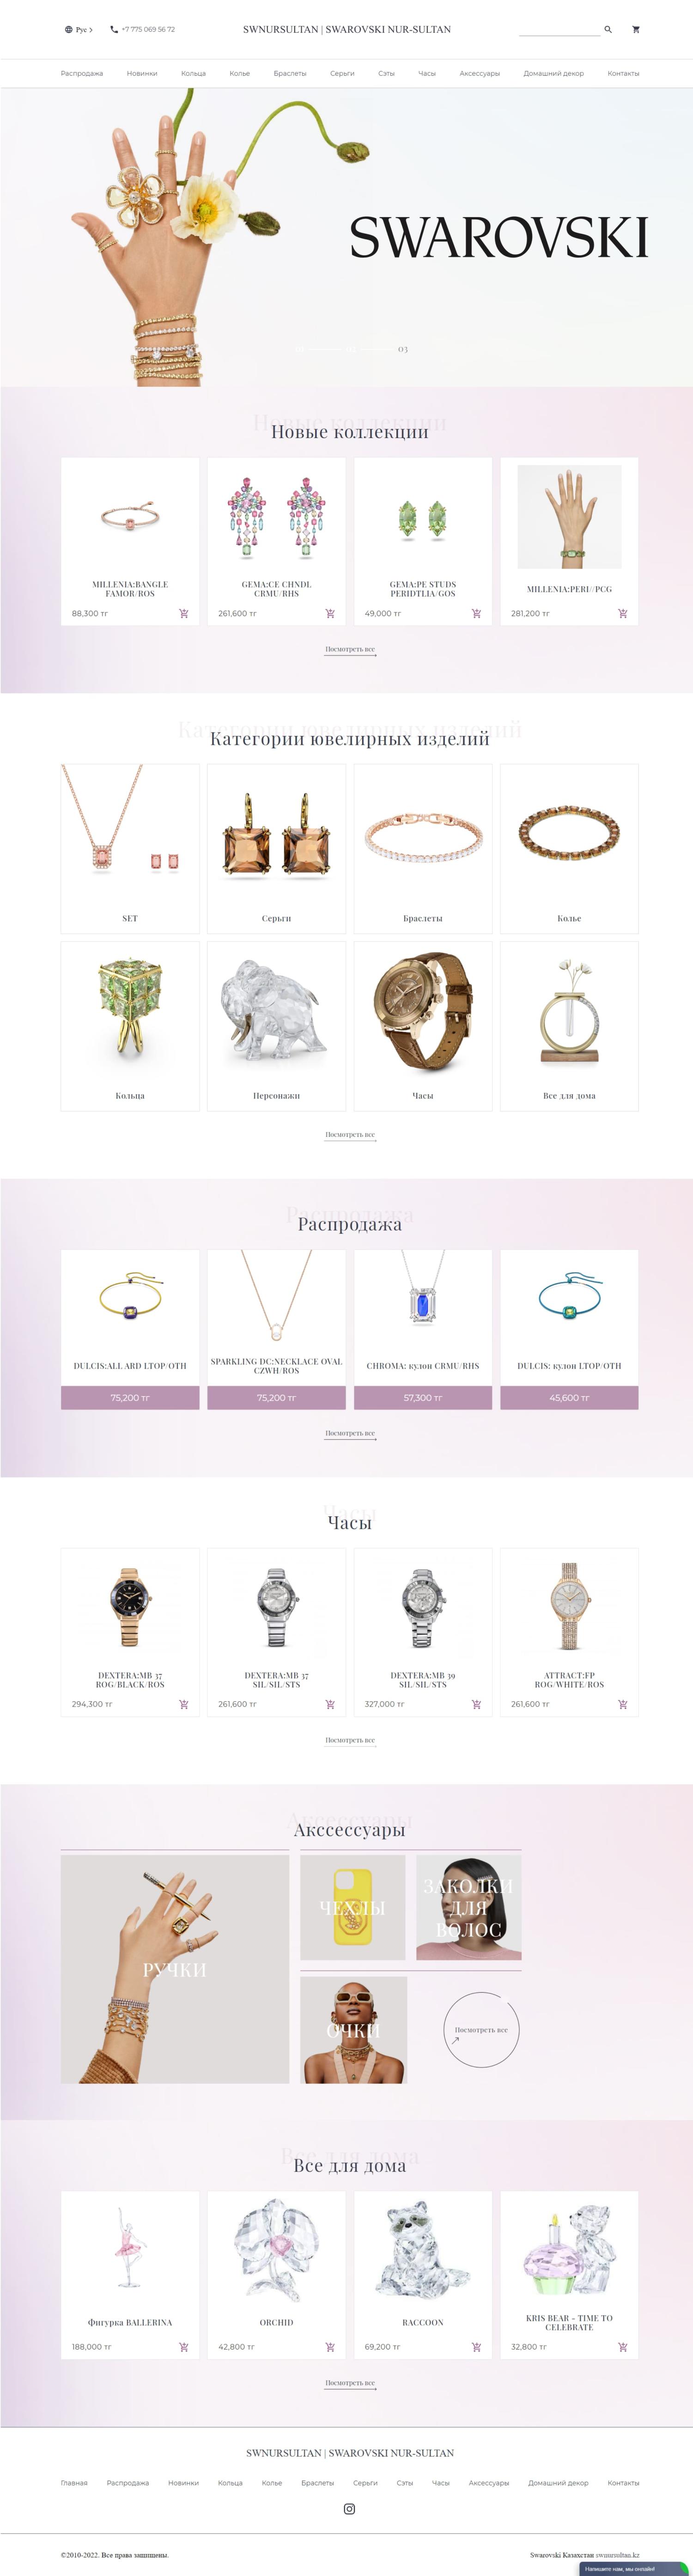 Рус
+7 775 069 56 72
SWNURSULTAN | SWAROVSKI NUR-SULTAN
Распродажа Новинки Кольца Колье Браслеты Серьги Сэты Часы Аксессуары Домашний декор Контакты
SWAROVSKI
03
Новые коллекции
Новые коллекции
MILLENIA:BANGLE
FAMOR/ROS
88,300 тг
GEMA:CE CHNDL
CRMU/RHS
261,600 тг
GEMA:PE STUDS
PERIDTLIA/GOS
49,000 тг
MILLENIA:PERI//PCG
281,200 тг
Посмотреть все
Категории ювелирных изделий
Категории ювелирных изделий
SET
Серьги
Браслеты
Колье
Кольца
Персонажи
Часы
Все для дома
Посмотреть все
Распродажа
Распродажа
DULCIS:ALL ARD LTOP/OTH
75,200 тг
SPARKLING DC:NECKLACE OVAL
CZWH/ROS
75,200 тг
CHROMA: кулон CRMU/RHS
57,300 тг
DULCIS: кулон LTOP/OTH
45,600 тг
Посмотреть все
Часы
Часы
DEXTERA:MB 37
ROG/BLACK/ROS
294,300 тг
DEXTERA:MB 37
SIL/SIL/STS
261,600 тг
DEXTERA:MB 39
SIL/SIL/STS
327,000 тг
ATTRACT:FP
ROG/WHITE/ROS
261,600 тг
Посмотреть все
Акссессуары
Акссессуары
РУЧКИ
ЧЕХЛЫ
ЗАКОЛКИ
ДЛЯ
ВОЛОС
ОЧКИ
Посмотреть все
Все для дома
Все для дома
Фигурка BALLERINA
188,000 тг
ORCHID
42,800 тг
RACCOON
69,200 тг
KRIS BEAR - TIME TO
CELEBRATE
32,800 тг
Посмотреть все
SWNURSULTAN | SWAROVSKI NUR-SULTAN
Главная Распродажа Новинки Кольца Колье Браслеты Серьги Сэты Часы Аксессуары Домашний декор Контакты
©2010-2022. Все права защищены.
Swarovski Казахстан swnursultan.kz
Напишите нам, мы онлайн!